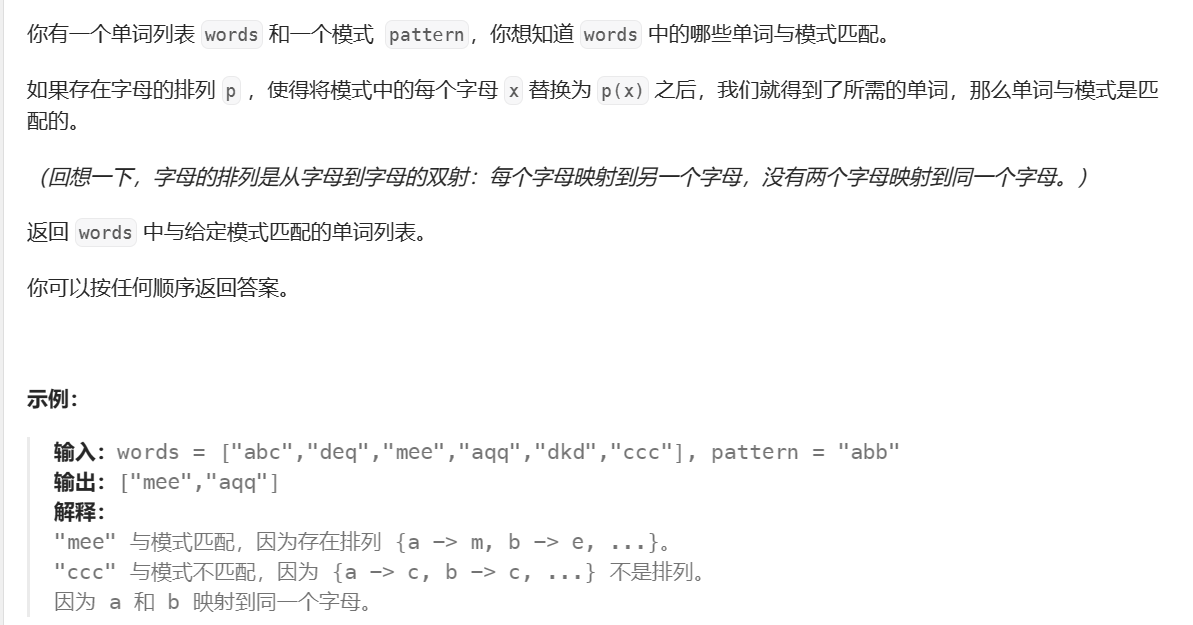 你有一个单词列表 words 和一个模式 pattern，你想知道 words 中的哪些单词与模式匹配。
如果存在字母的排列 p ，使得将模式中的每个字母 x 替换为 p(x) 之后，我们就得到了所需的单词，那么单词与模式是匹
配的。
（回想一下，字母的排列是从字母到字母的双射：每个字母映射到另一个字母，没有两个字母映射到同一个字母。）
返回 words 中与给定模式匹配的单词列表。
你可以按任何顺序返回答案。
示例：
输入：words = ["abc","deq","mee","aqq","dkd","ccc"], pattern = "abb"
输出：["mee","aqq"]
解释：
"mee" 与模式匹配，因为存在排列 {a -> m, b -> e, ...}。
"ccc" 与模式不匹配，因为 {a -> c, b -> c, ...} 不是排列。
因为 a 和 b 映射到同一个字母。